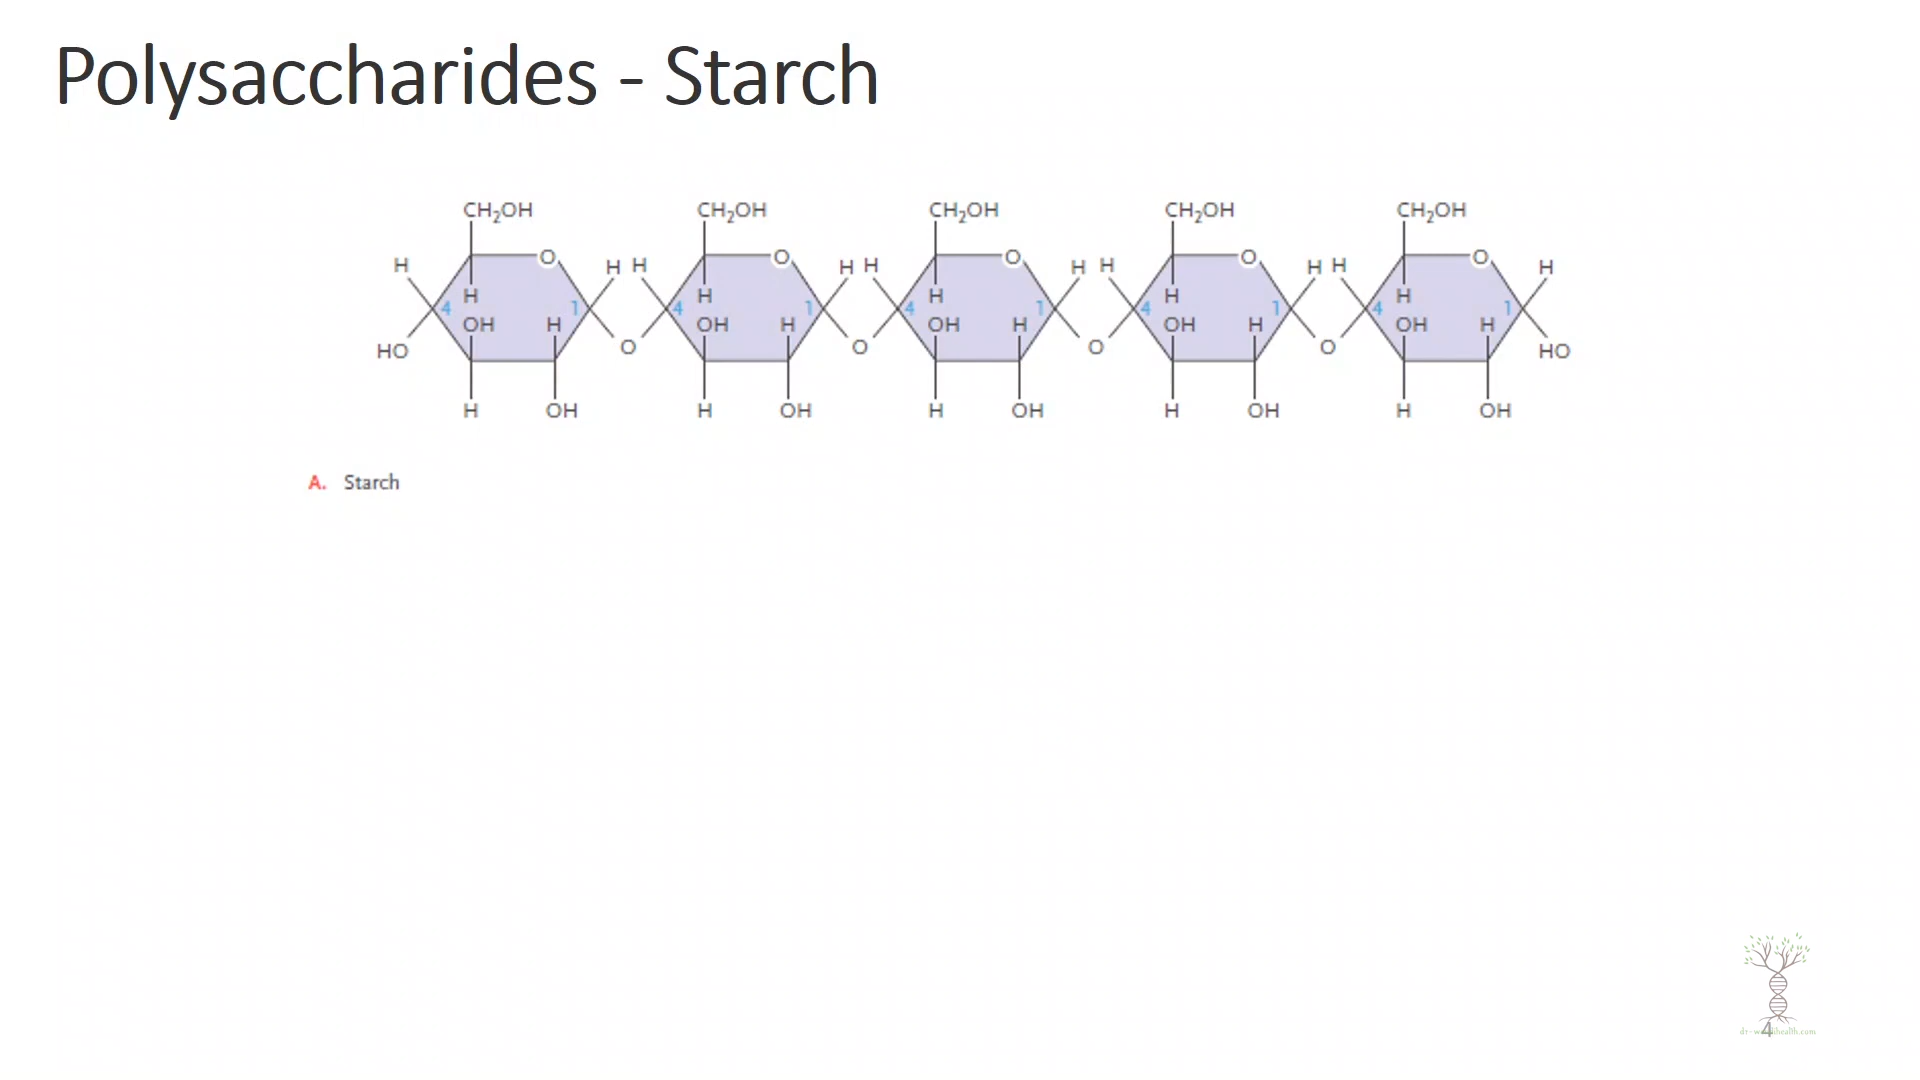 Polysaccharides - Starch
CH₂OH CH₂OH CH₂OH CH₂OH CH₂OH
H O H H O H H O H H O H H O H
4 H 1 4 H 1 4 H 1 4 H 1 4 H 1
OH H OH H OH H OH H OH H
HO O O O O HO
H OH H OH H OH H OH H OH
A. Starch
4